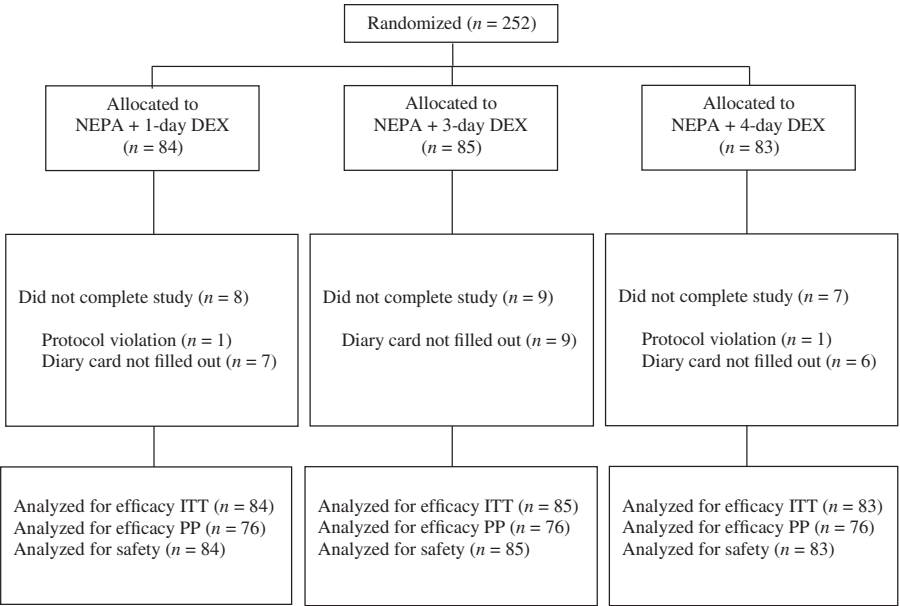 Randomized (n = 252)
Allocated to
NEPA + 1-day DEX
(n = 84)
Allocated to
NEPA + 3-day DEX
(n = 85)
Allocated to
NEPA + 4-day DEX
(n = 83)
Did not complete study (n = 8)
Protocol violation (n = 1)
Diary card not filled out (n = 7)
Did not complete study (n = 9)
Diary card not filled out (n = 9)
Did not complete study (n = 7)
Protocol violation (n = 1)
Diary card not filled out (n = 6)
Analyzed for efficacy ITT (n = 84)
Analyzed for efficacy PP (n = 76)
Analyzed for safety (n = 84)
Analyzed for efficacy ITT (n = 85)
Analyzed for efficacy PP (n = 76)
Analyzed for safety (n = 85)
Analyzed for efficacy ITT (n = 83)
Analyzed for efficacy PP (n = 76)
Analyzed for safety (n = 83)